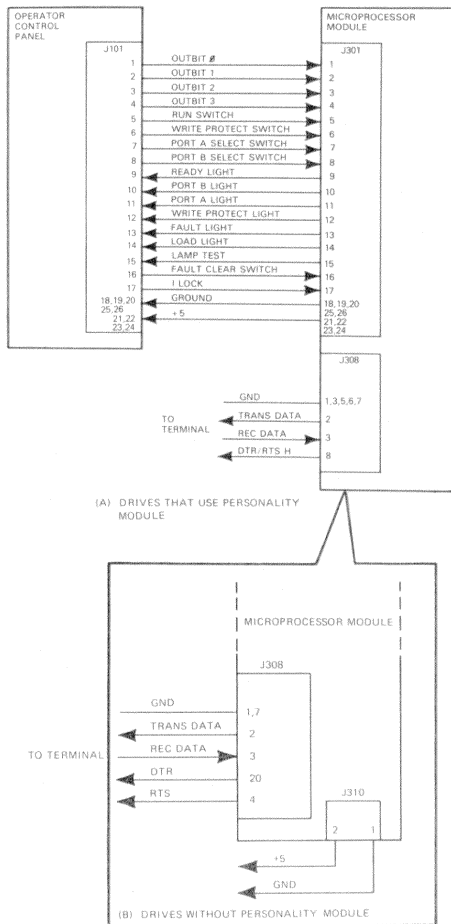 OPERATOR
CONTROL
PANEL
MICROPROCESSOR
MODULE
J101
J301
1 OUTBIT Ø 1
2 OUTBIT 1 2
3 OUTBIT 2 3
4 OUTBIT 3 4
5 RUN SWITCH 5
6 WRITE PROTECT SWITCH 6
7 PORT A SELECT SWITCH 7
8 PORT B SELECT SWITCH 8
9 READY LIGHT 9
10 PORT B LIGHT 10
11 PORT A LIGHT 11
12 WRITE PROTECT LIGHT 12
13 FAULT LIGHT 13
14 LOAD LIGHT 14
15 LAMP TEST 15
16 FAULT CLEAR SWITCH 16
17 I LOCK 17
18,19,20 GROUND 18,19,20
25,26 25,26
21,22 +5 21,22
23,24 23,24
J308
GND 1,3,5,6,7
TO
TERMINAL
TRANS DATA 2
REC DATA 3
DTR/RTS H 8
(A) DRIVES THAT USE PERSONALITY
MODULE
MICROPROCESSOR MODULE
J308
GND 1,7
TRANS DATA 2
TO TERMINAL REC DATA 3
DTR 20
RTS 4
J310
2 1
+5
GND
(B) DRIVES WITHOUT PERSONALITY MODULE